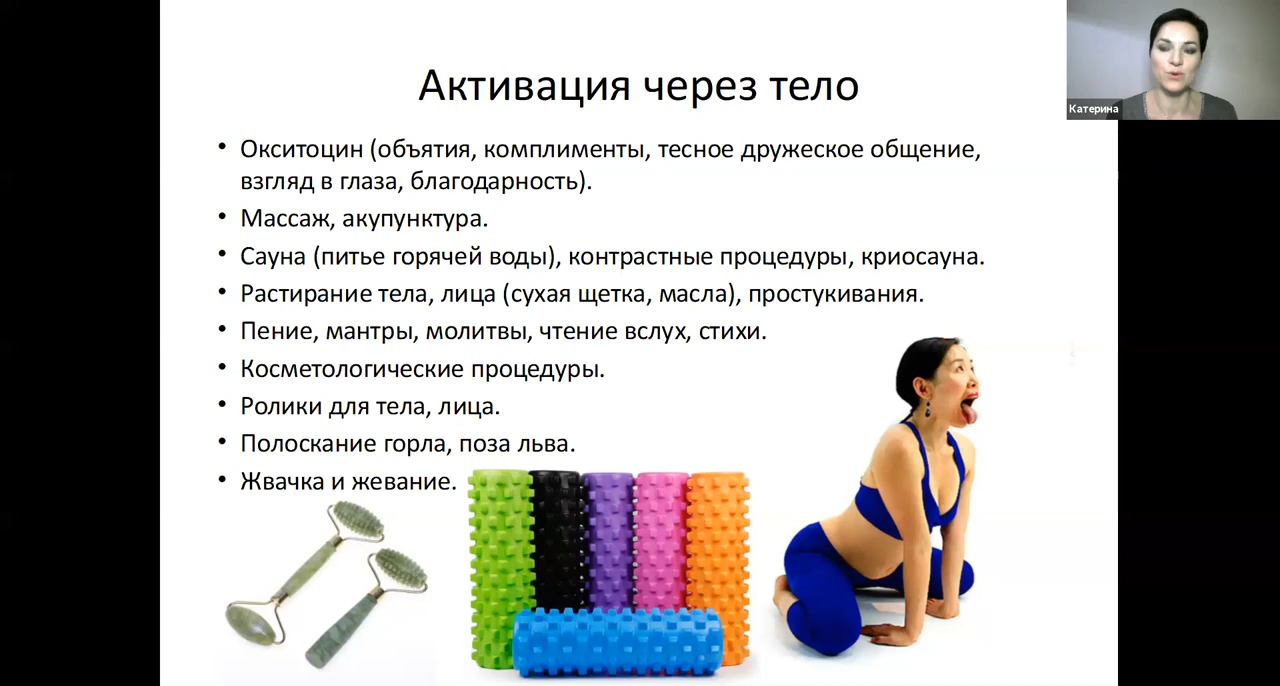 Активация через тело
Катерина
• Окситоцин (объятия, комплименты, тесное дружеское общение,
взгляд в глаза, благодарность).
• Массаж, акупунктура.
• Сауна (питье горячей воды), контрастные процедуры, криосауна.
• Растирание тела, лица (сухая щетка, масла), простукивания.
• Пение, мантры, молитвы, чтение вслух, стихи.
• Косметологические процедуры.
• Ролики для тела, лица.
• Полоскание горла, поза льва.
• Жвачка и жевание.